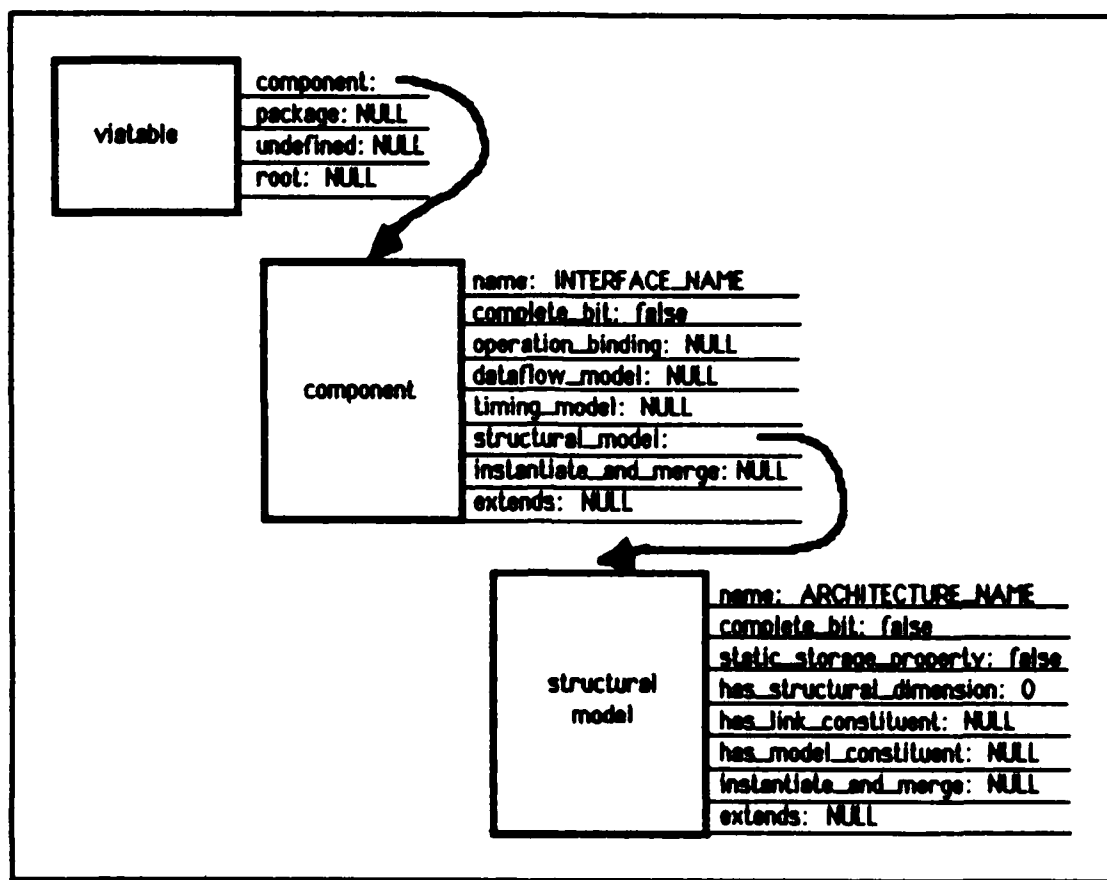 viatable
component:
package: NULL
undefined: NULL
root: NULL
component
name: INTERFACE_NAME
complete_bit: false
operation_binding: NULL
dataflow_model: NULL
timing_model: NULL
structural_model:
instantiate_and_merge: NULL
extends: NULL
structural
model
name: ARCHITECTURE_NAME
complete_bit: false
static_storage_property: false
has_structural_dimension: 0
has_link_constituent: NULL
has_model_constituent: NULL
instantiate_and_merge: NULL
extends: NULL